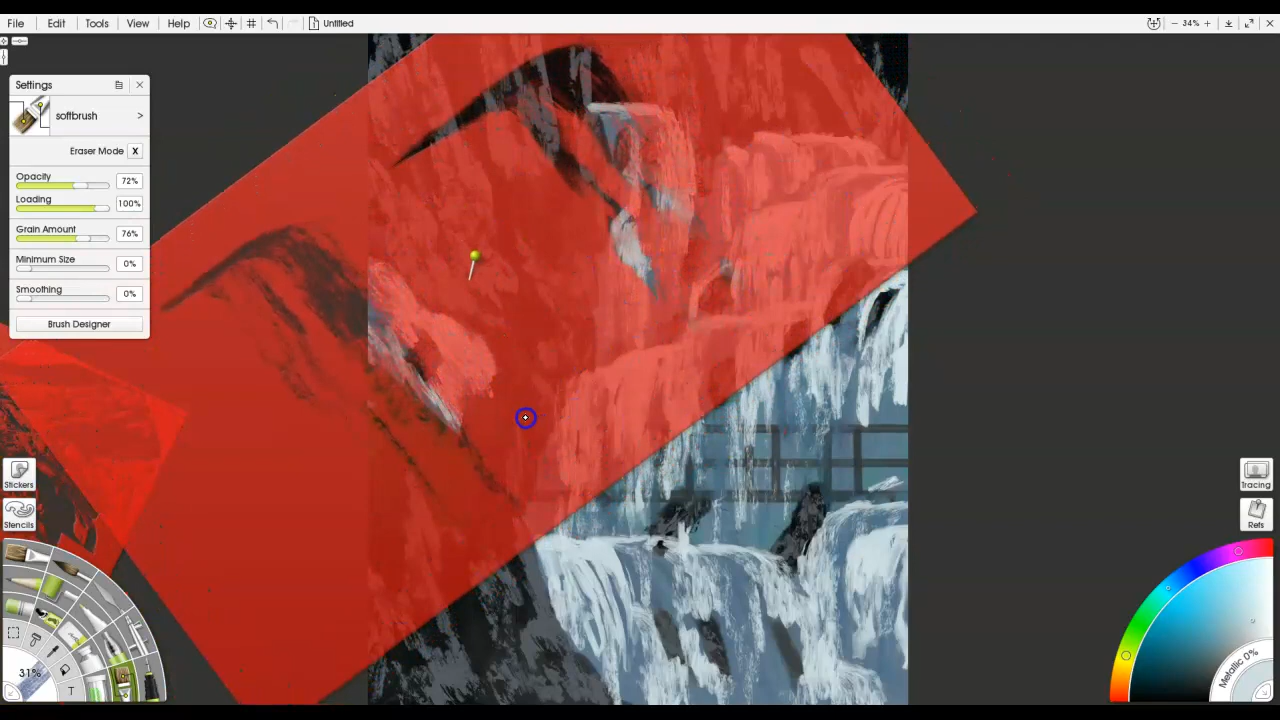 File Edit Tools View Help Untitled 34%
Settings
softbrush >
Eraser Mode X
Opacity 72%
Loading 100%
Grain Amount 76%
Minimum Size 0%
Smoothing 0%
Brush Designer
Stickers
Stencils
31%
T
Tracing
Refs
Metallic 0%